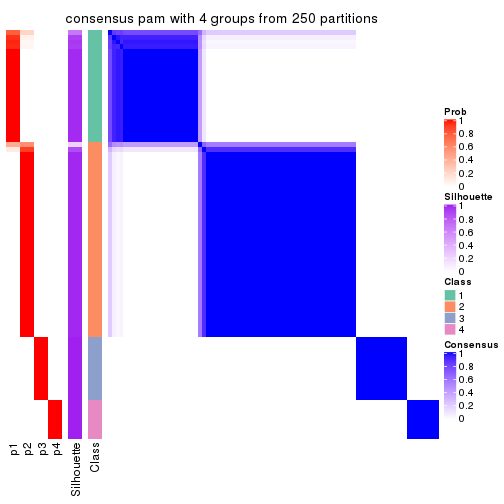 consensus pam with 4 groups from 250 partitions
Prob
1
0.8
0.6
0.4
0.2
0
Silhouette
1
0.8
0.6
0.4
0.2
0
Class
1
2
3
4
Consensus
1
0.8
0.6
0.4
0.2
0
p1
p2
p3
p4
Silhouette
Class